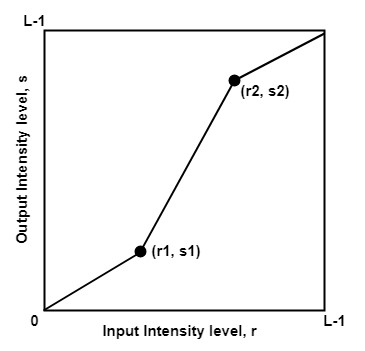 L-1
Output Intensity level, s
(r2, s2)
(r1, s1)
0
L-1
Input Intensity level, r